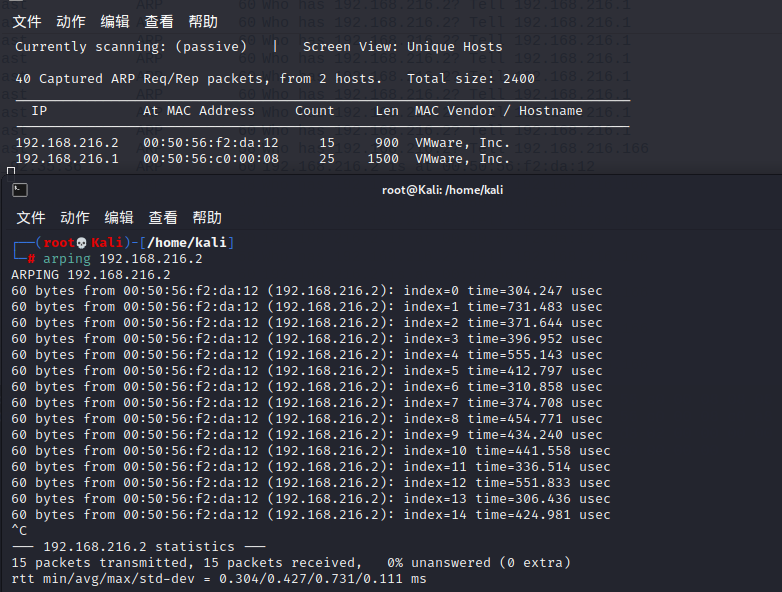 文件 动作 编辑 查看 帮助
Currently scanning: (passive) | Screen View: Unique Hosts
40 Captured ARP Req/Rep packets, from 2 hosts. Total size: 2400
IP At MAC Address Count Len MAC Vendor / Hostname
192.168.216.2 00:50:56:f2:da:12 15 900 VMware, Inc.
192.168.216.1 00:50:56:c0:00:08 25 1500 VMware, Inc.
root@Kali: /home/kali
文件 动作 编辑 查看 帮助
┌──(root💀Kali)-[/home/kali]
└─# arping 192.168.216.2
ARPING 192.168.216.2
60 bytes from 00:50:56:f2:da:12 (192.168.216.2): index=0 time=304.247 usec
60 bytes from 00:50:56:f2:da:12 (192.168.216.2): index=1 time=731.483 usec
60 bytes from 00:50:56:f2:da:12 (192.168.216.2): index=2 time=371.644 usec
60 bytes from 00:50:56:f2:da:12 (192.168.216.2): index=3 time=396.952 usec
60 bytes from 00:50:56:f2:da:12 (192.168.216.2): index=4 time=555.143 usec
60 bytes from 00:50:56:f2:da:12 (192.168.216.2): index=5 time=412.797 usec
60 bytes from 00:50:56:f2:da:12 (192.168.216.2): index=6 time=310.858 usec
60 bytes from 00:50:56:f2:da:12 (192.168.216.2): index=7 time=374.708 usec
60 bytes from 00:50:56:f2:da:12 (192.168.216.2): index=8 time=454.771 usec
60 bytes from 00:50:56:f2:da:12 (192.168.216.2): index=9 time=434.240 usec
60 bytes from 00:50:56:f2:da:12 (192.168.216.2): index=10 time=441.558 usec
60 bytes from 00:50:56:f2:da:12 (192.168.216.2): index=11 time=336.514 usec
60 bytes from 00:50:56:f2:da:12 (192.168.216.2): index=12 time=551.833 usec
60 bytes from 00:50:56:f2:da:12 (192.168.216.2): index=13 time=306.436 usec
60 bytes from 00:50:56:f2:da:12 (192.168.216.2): index=14 time=424.981 usec
^C
--- 192.168.216.2 statistics ---
15 packets transmitted, 15 packets received, 0% unanswered (0 extra)
rtt min/avg/max/std-dev = 0.304/0.427/0.731/0.111 ms